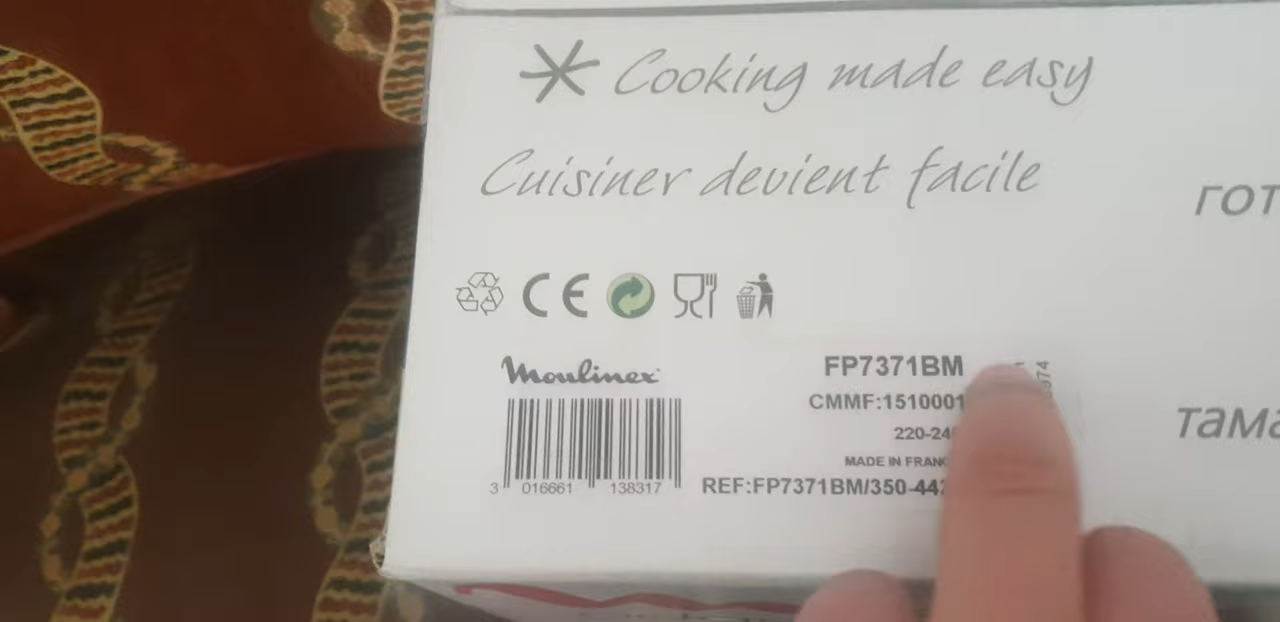 Cooking made easy
Cuisiner devient facile
CE
Moulinex
FP7371BM
CMMF:1510001
220-24
MADE IN FRANC
3 016661 138317
REF:FP7371BM/350-442
гот
тама